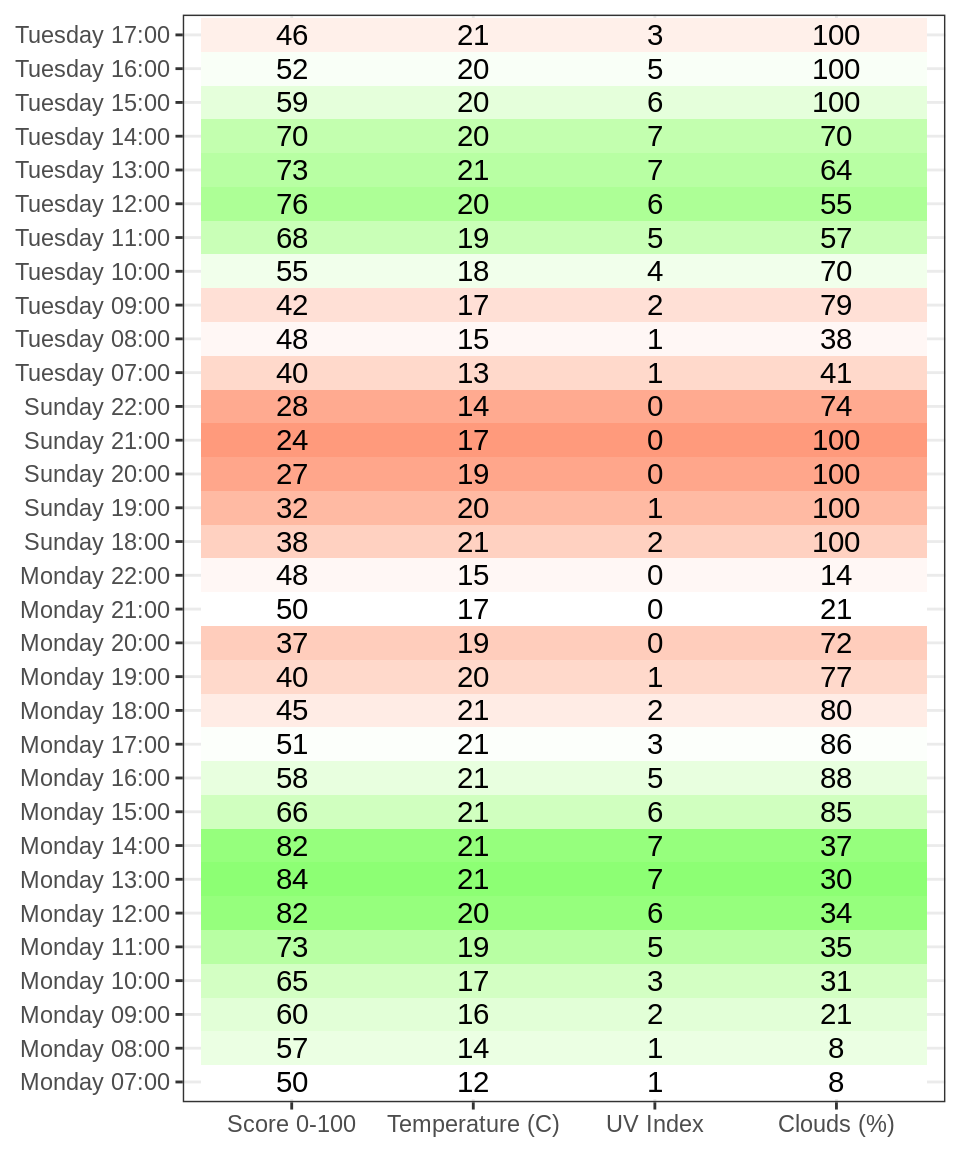 Tuesday 17:00 46 21 3 100
Tuesday 16:00 52 20 5 100
Tuesday 15:00 59 20 6 100
Tuesday 14:00 70 20 7 70
Tuesday 13:00 73 21 7 64
Tuesday 12:00 76 20 6 55
Tuesday 11:00 68 19 5 57
Tuesday 10:00 55 18 4 70
Tuesday 09:00 42 17 2 79
Tuesday 08:00 48 15 1 38
Tuesday 07:00 40 13 1 41
Sunday 22:00 28 14 0 74
Sunday 21:00 24 17 0 100
Sunday 20:00 27 19 0 100
Sunday 19:00 32 20 1 100
Sunday 18:00 38 21 2 100
Monday 22:00 48 15 0 14
Monday 21:00 50 17 0 21
Monday 20:00 37 19 0 72
Monday 19:00 40 20 1 77
Monday 18:00 45 21 2 80
Monday 17:00 51 21 3 86
Monday 16:00 58 21 5 88
Monday 15:00 66 21 6 85
Monday 14:00 82 21 7 37
Monday 13:00 84 21 7 30
Monday 12:00 82 20 6 34
Monday 11:00 73 19 5 35
Monday 10:00 65 17 3 31
Monday 09:00 60 16 2 21
Monday 08:00 57 14 1 8
Monday 07:00 50 12 1 8
Score 0-100 Temperature (C) UV Index Clouds (%)